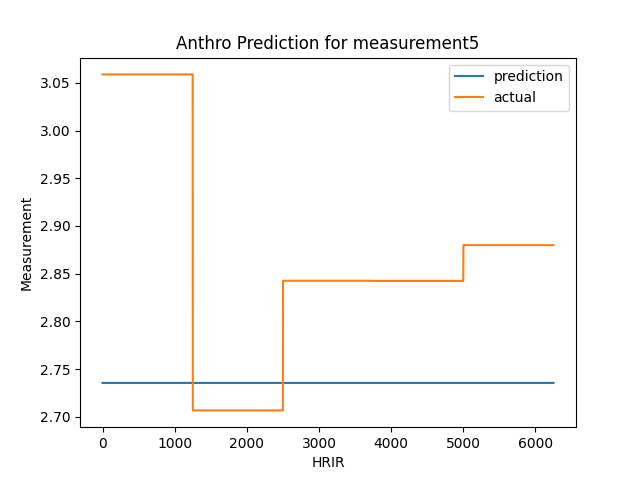 Anthro Prediction for measurement5
prediction
actual
Measurement
3.05
3.00
2.95
2.90
2.85
2.80
2.75
2.70
0 1000 2000 3000 4000 5000 6000
HRIR